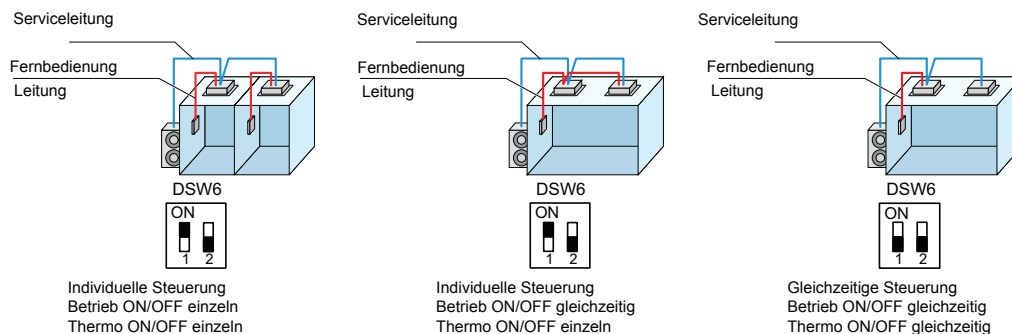 Serviceleitung
Fernbedienung
Leitung
DSW6
ON
1 2
Individuelle Steuerung
Betrieb ON/OFF einzeln
Thermo ON/OFF einzeln
Serviceleitung
Fernbedienung
Leitung
DSW6
ON
1 2
Individuelle Steuerung
Betrieb ON/OFF gleichzeitig
Thermo ON/OFF einzeln
Serviceleitung
Fernbedienung
Leitung
DSW6
ON
1 2
Gleichzeitige Steuerung
Betrieb ON/OFF gleichzeitig
Thermo ON/OFF gleichzeitig